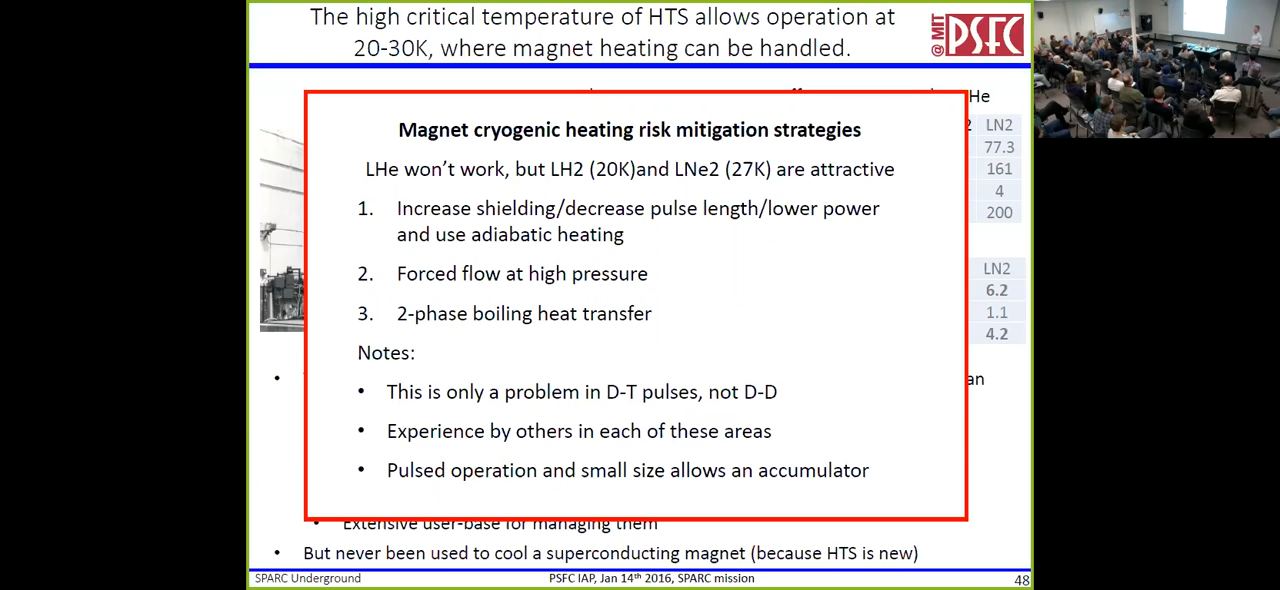 The high critical temperature of HTS allows operation at
20-30K, where magnet heating can be handled.
@ MIT
PSFC
He
2 LN2
77.3
161
4
200
Magnet cryogenic heating risk mitigation strategies
LHe won't work, but LH2 (20K)and LNe2 (27K) are attractive
1. Increase shielding/decrease pulse length/lower power
and use adiabatic heating
2. Forced flow at high pressure
3. 2-phase boiling heat transfer
Notes:
• This is only a problem in D-T pulses, not D-D
• Experience by others in each of these areas
• Pulsed operation and small size allows an accumulator
LN2
6.2
1.1
4.2
an
• Extensive user-base for managing them
• But never been used to cool a superconducting magnet (because HTS is new)
SPARC Underground
PSFC IAP, Jan 14th 2016, SPARC mission
48